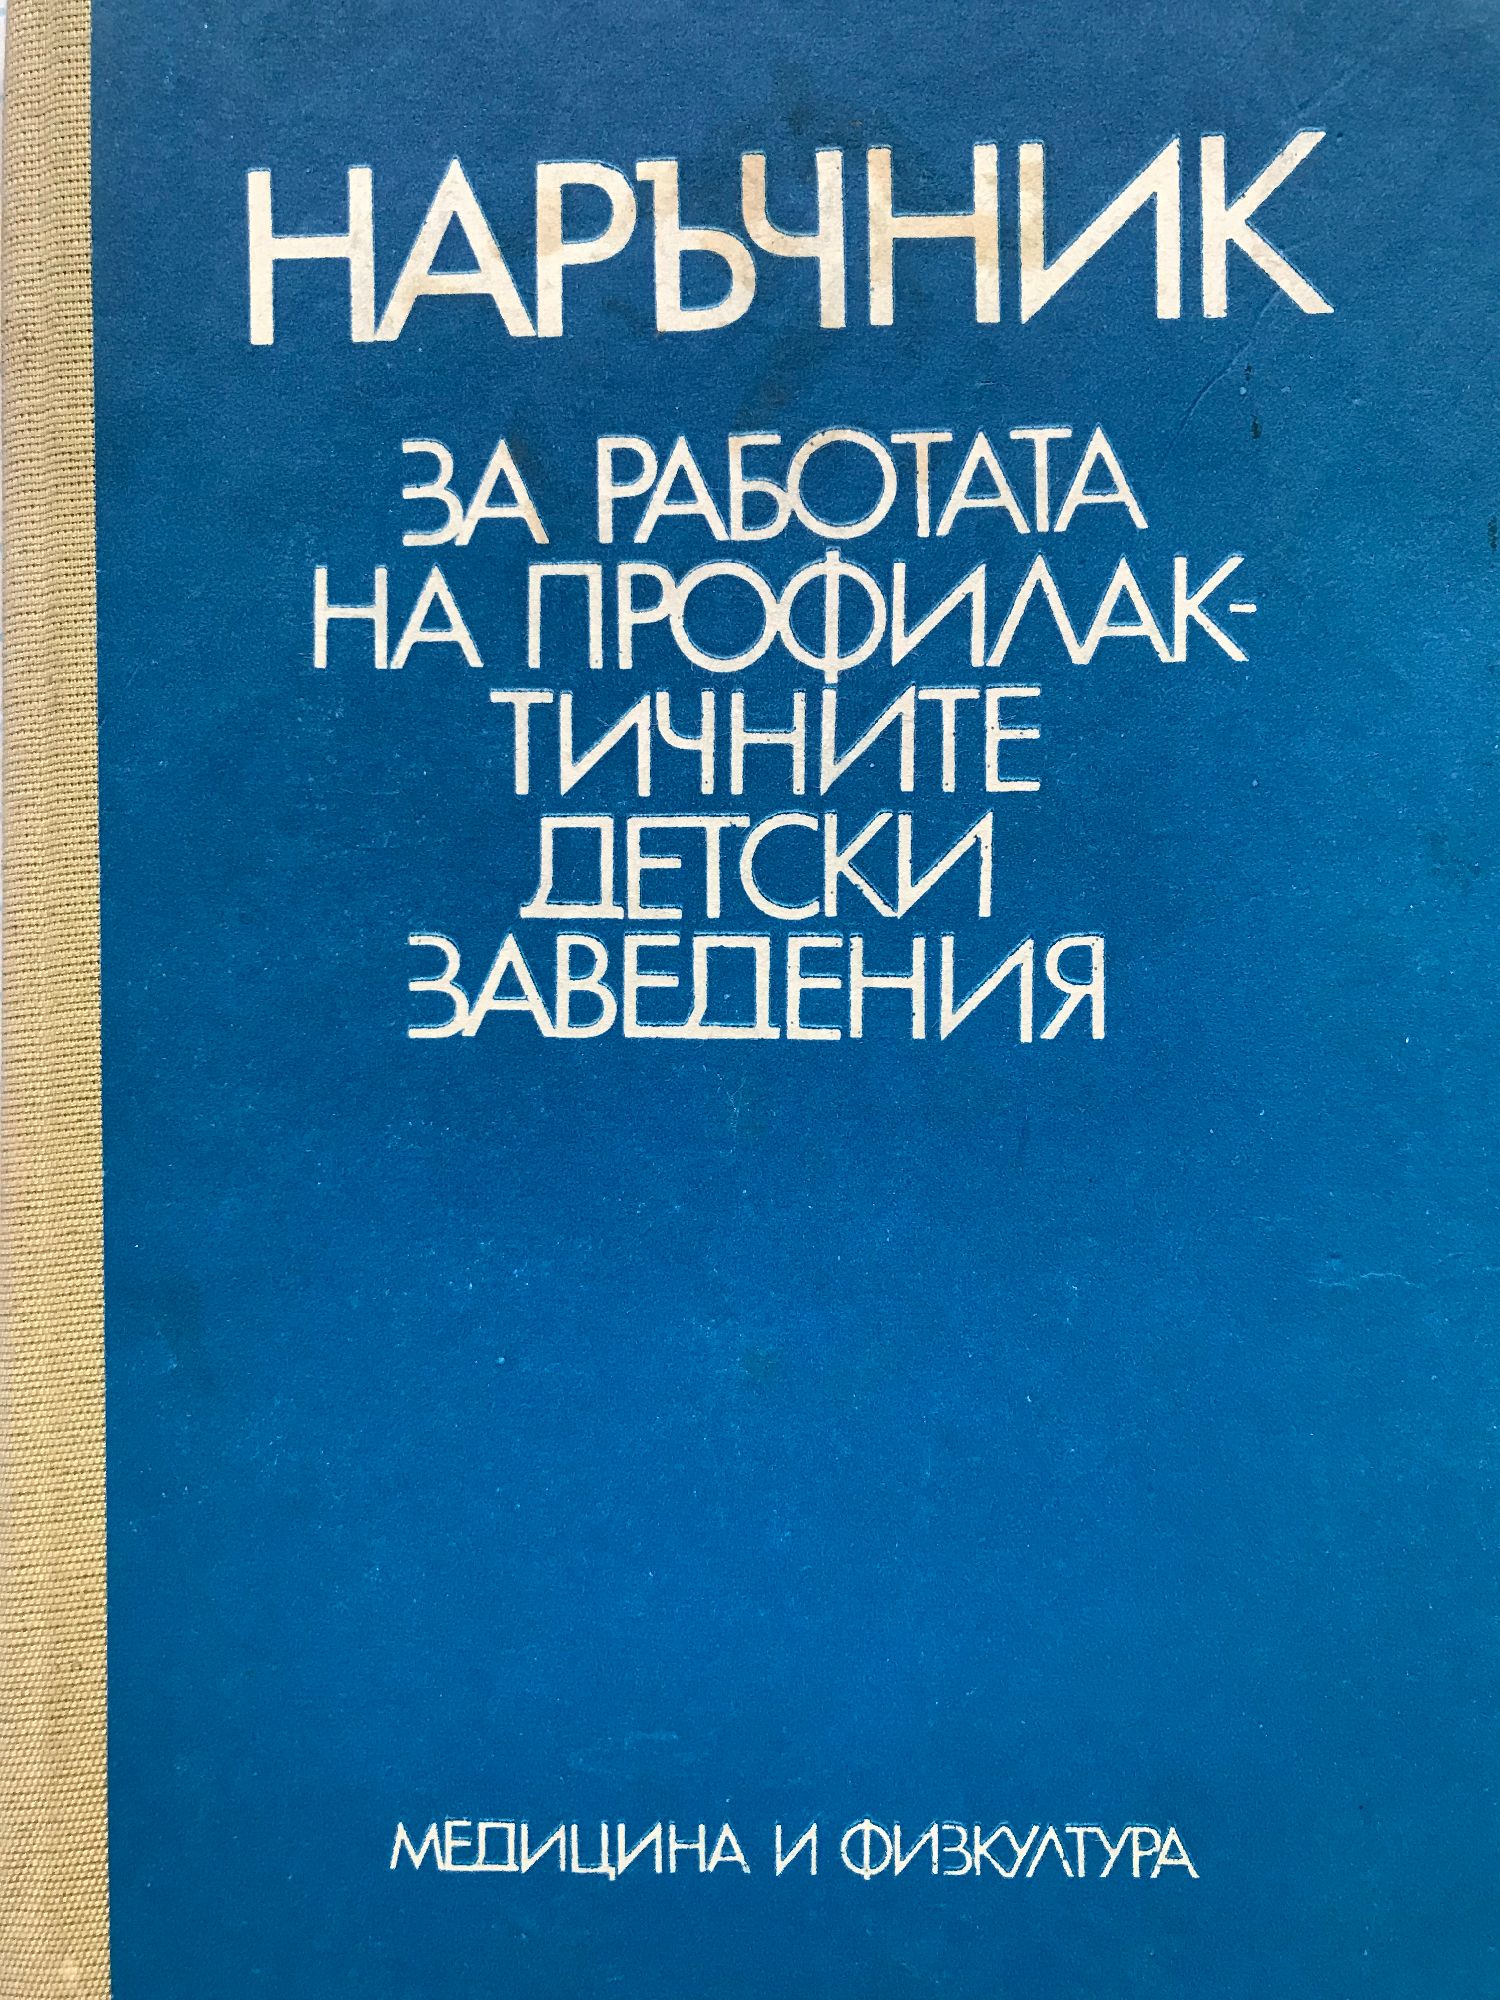 НАРЪЧНИК
ЗА РАБОТАТА
НА ПРОФИЛАК-
ТИЧНИТЕ
ДЕТСКИ
ЗАВЕДЕНИЯ
МЕДИЦИНА И ФИЗКУЛТУРА